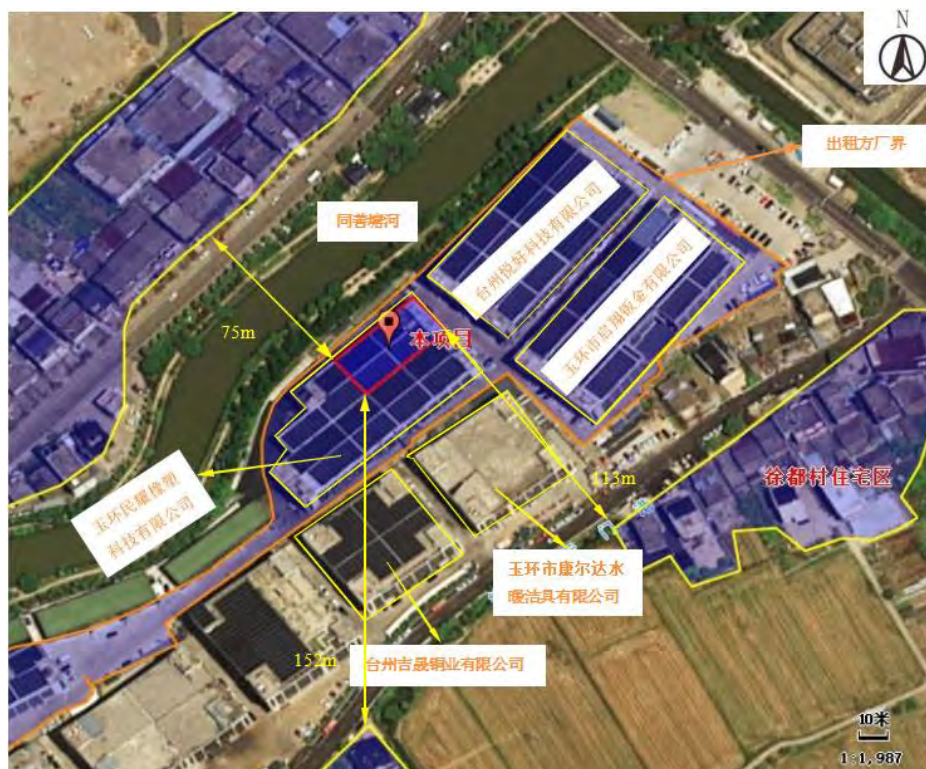 N
出租方厂界
同善塘河
台州悦好科技有限公司
玉环市启翔钣金有限公司
75m
本项目
113m
徐都村住宅区
玉环民耀橡塑
科技有限公司
玉环市康尔达水
暖洁具有限公司
152m
台州吉晟铜业有限公司
10米
1:1,987